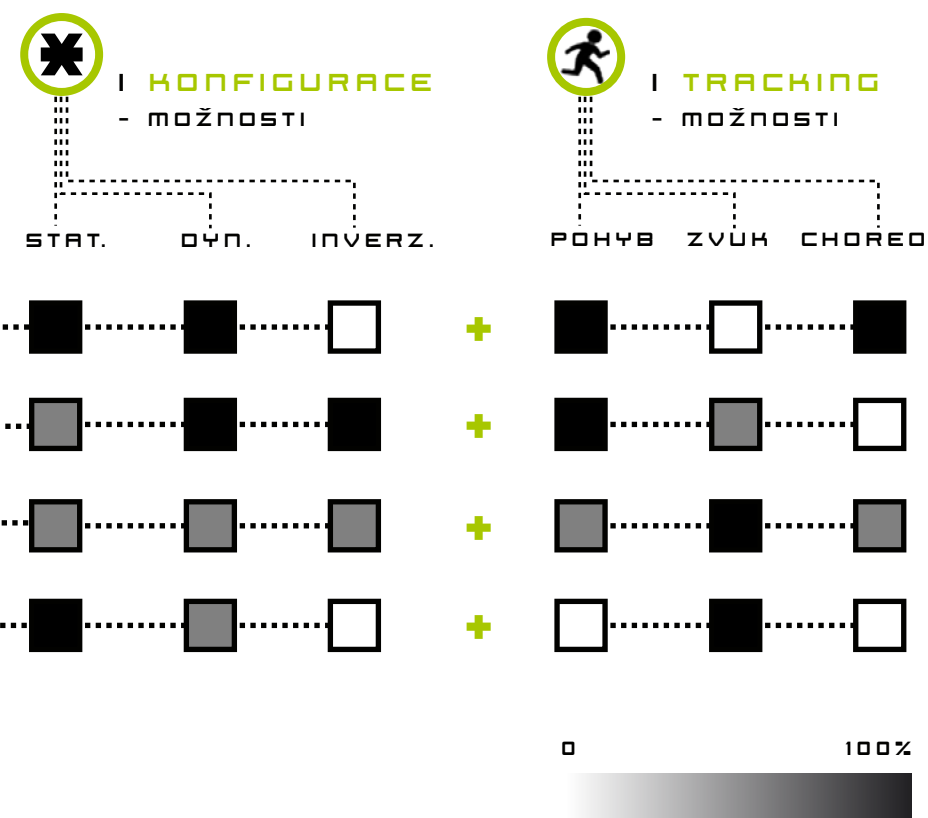 I KONFIGURACE
- MOŽNOSTI
STAT. DYN. INVERZ.
I TRACKING
- MOŽNOSTI
POHYB ZVUK CHOREO
+
+
+
+
0 100%